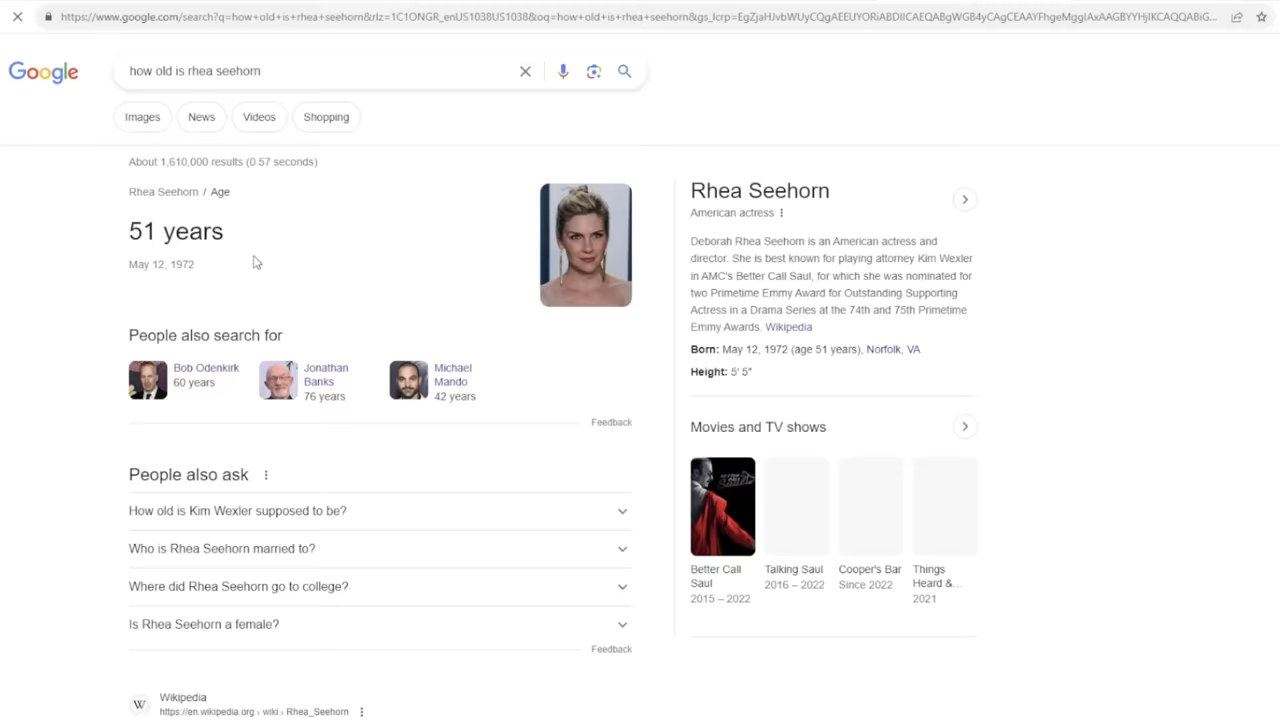 https://www.google.com/search?q=how+old+is+rhea+seehorn&rlz=1C1ONGR_enUS1038US1038&oq=how+old+is+rhea+seehorn&gs_lcrp=EgZjaHJvbWUyCQgAEEUYORiABDIICAEQABgWGB4yCAgCEAAYFhgeMggIAxAAGBYYHjIKCAQQABiG...
Google
how old is rhea seehorn
Images
News
Videos
Shopping
About 1,610,000 results (0.57 seconds)
Rhea Seehorn / Age
51 years
May 12, 1972
People also search for
Bob Odenkirk
60 years
Jonathan
Banks
76 years
Michael
Mando
42 years
Feedback
People also ask
How old is Kim Wexler supposed to be?
Who is Rhea Seehorn married to?
Where did Rhea Seehorn go to college?
Is Rhea Seehorn a female?
Feedback
W
Wikipedia
https://en.wikipedia.org › wiki › Rhea_Seehorn
Rhea Seehorn
American actress
Deborah Rhea Seehorn is an American actress and
director. She is best known for playing attorney Kim Wexler
in AMC's Better Call Saul, for which she was nominated for
two Primetime Emmy Award for Outstanding Supporting
Actress in a Drama Series at the 74th and 75th Primetime
Emmy Awards. Wikipedia
Born: May 12, 1972 (age 51 years), Norfolk, VA
Height: 5' 5"
Movies and TV shows
Better Call
Saul
2015 – 2022
Talking Saul
2016 – 2022
Cooper's Bar
Since 2022
Things
Heard &...
2021